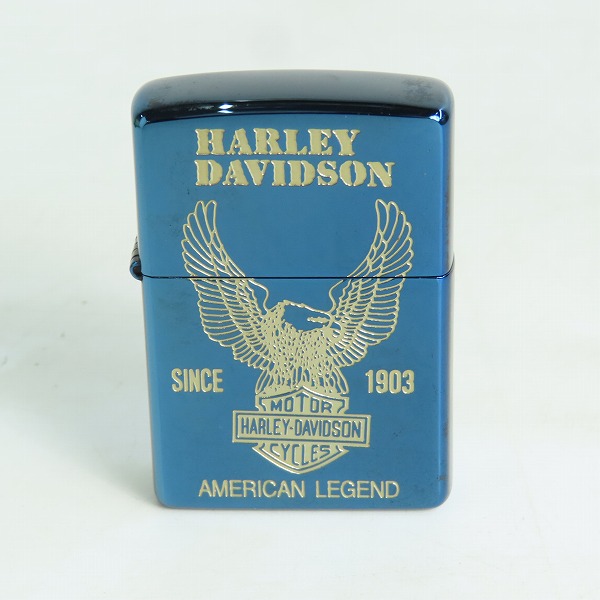 HARLEY
DAVIDSON
SINCE 1903
MOTOR
HARLEY-DAVIDSON
CYCLES
AMERICAN LEGEND